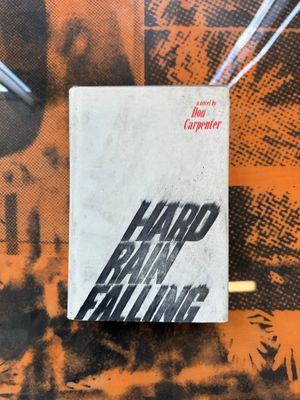 a novel by
Don
Carpenter
HARD
RAIN
FALLING